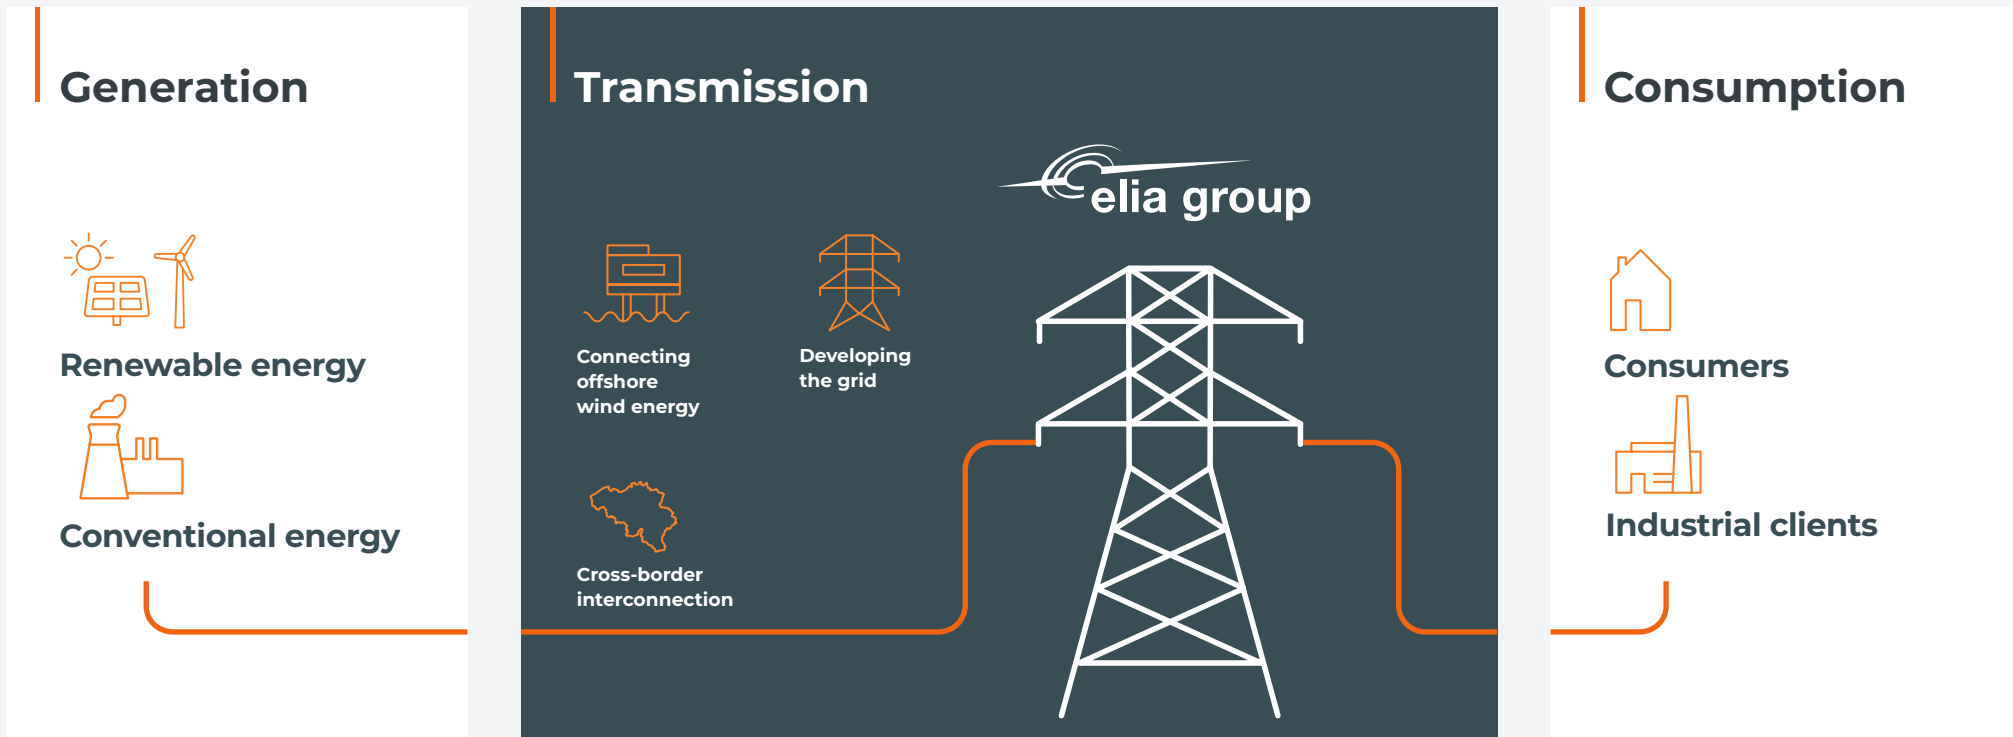 Generation
Renewable energy
Conventional energy
Transmission
elia group
Connecting
offshore
wind energy
Developing
the grid
Cross-border
interconnection
Consumption
Consumers
Industrial clients